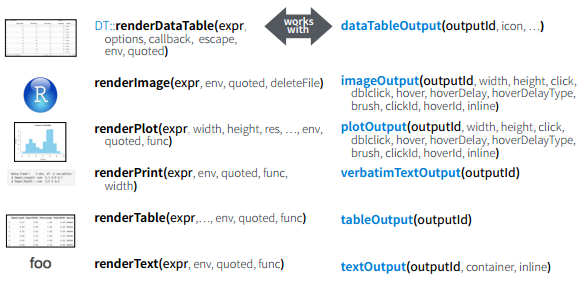 DT::renderDataTable(expr,
options, callback, escape,
env, quoted)
works
with
dataTableOutput(outputId, icon, …)
R
renderImage(expr, env, quoted, deleteFile)
imageOutput(outputId, width, height, click,
dblclick, hover, hoverDelay, hoverDelayType,
brush, clickId, hoverId, inline)
renderPlot(expr, width, height, res, …, env,
quoted, func)
plotOutput(outputId, width, height, click,
dblclick, hover, hoverDelay, hoverDelayType,
brush, clickId, hoverId, inline)
renderPrint(expr, env, quoted, func,
width)
verbatimTextOutput(outputId)
renderTable(expr,…, env, quoted, func)
tableOutput(outputId)
foo
renderText(expr, env, quoted, func)
textOutput(outputId, container, inline)